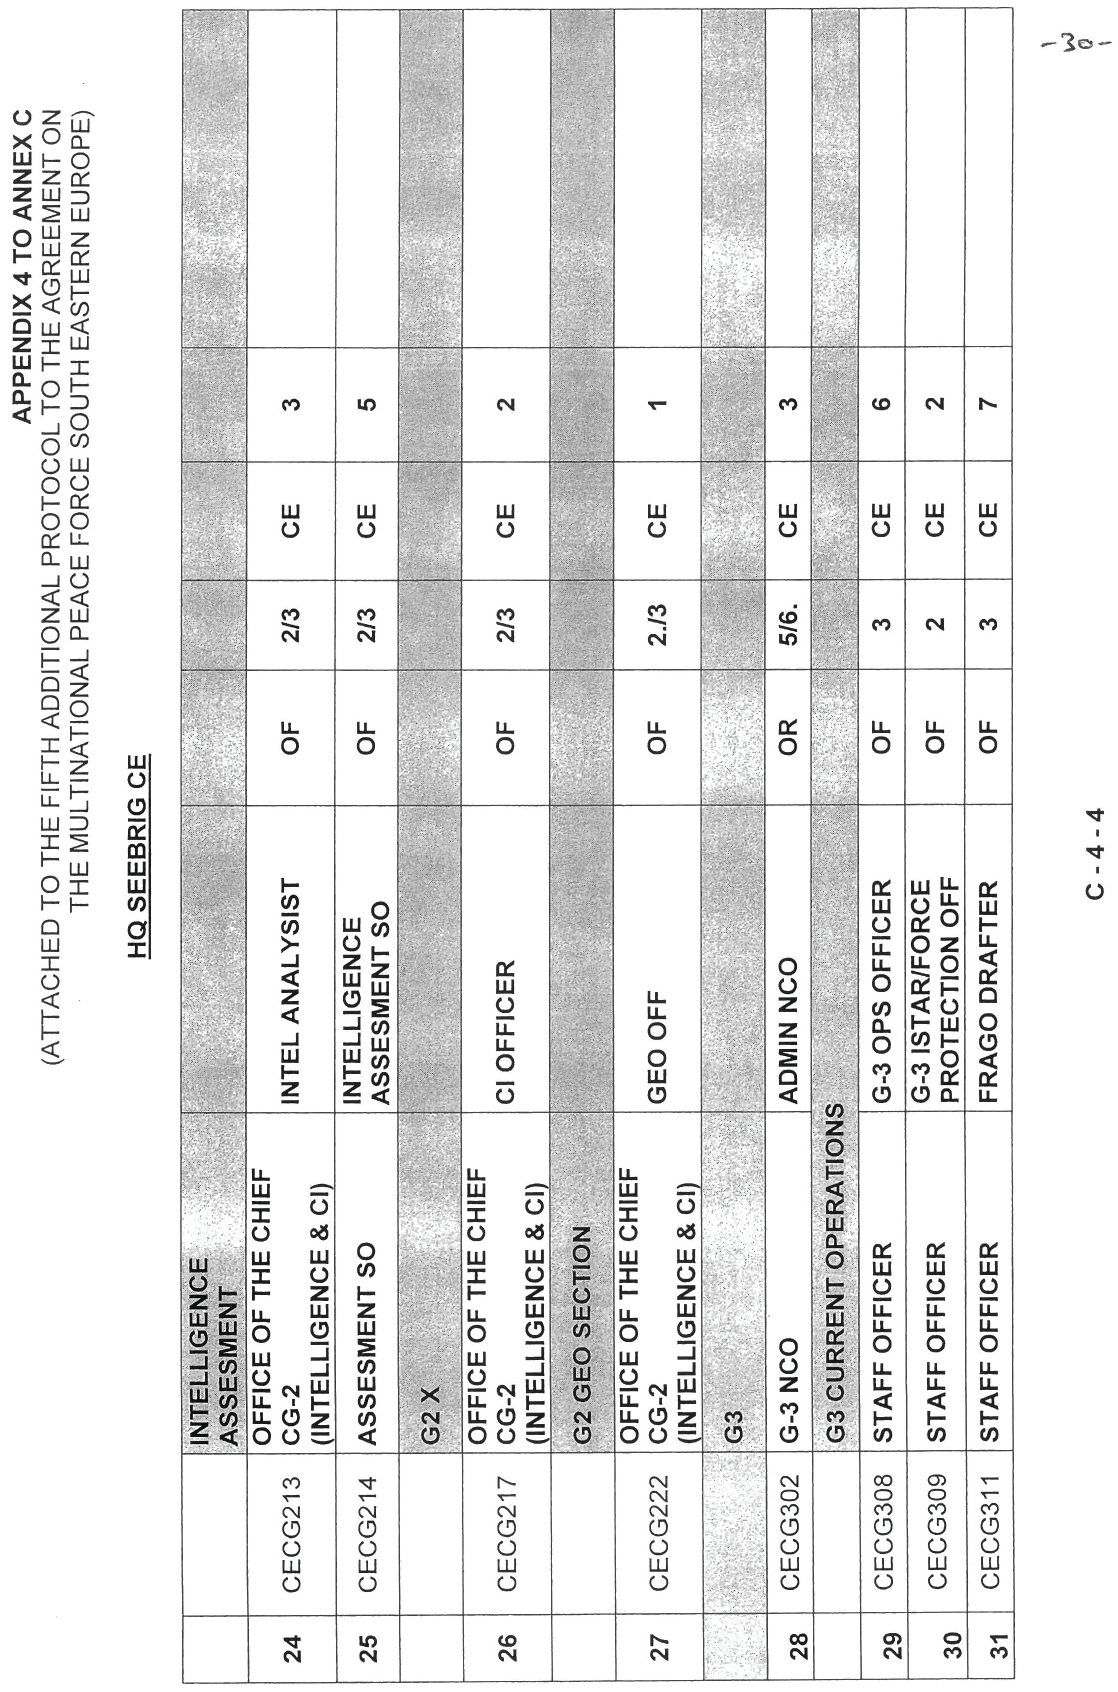 APPENDIX 4 TO ANNEX C
(ATTACHED TO THE FIFTH ADDITIONAL PROTOCOL TO THE AGREEMENT ON
THE MULTINATIONAL PEACE FORCE SOUTH EASTERN EUROPE)
HQ SEEBRIG CE
INTELLIGENCE
ASSESMENT
24 CECG213 OFFICE OF THE CHIEF
CG-2
(INTELLIGENCE & CI) INTEL ANALYSIST OF 2/3 CE 3
25 CECG214 ASSESMENT SO INTELLIGENCE
ASSESMENT SO OF 2/3 CE 5
G2 X
26 CECG217 OFFICE OF THE CHIEF
CG-2
(INTELLIGENCE & CI) CI OFFICER OF 2/3 CE 2
G2 GEO SECTION
27 CECG222 OFFICE OF THE CHIEF
CG-2
(INTELLIGENCE & CI) GEO OFF OF 2./3 CE 1
G3
28 CECG302 G-3 NCO ADMIN NCO OR 5/6. CE 3
G3 CURRENT OPERATIONS
29 CECG308 STAFF OFFICER G-3 OPS OFFICER OF 3 CE 6
30 CECG309 STAFF OFFICER G-3 ISTAR/FORCE
PROTECTION OFF OF 2 CE 2
31 CECG311 STAFF OFFICER FRAGO DRAFTER OF 3 CE 7
C - 4 - 4
-30-